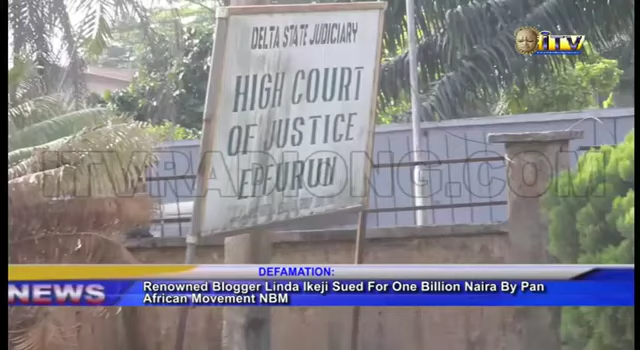 iTV
DELTA STATE JUDICIARY
HIGH COURT
OF JUSTICE
EPEURUN
ITVRADIONG.COM
DEFAMATION:
NEWS
Renowned Blogger Linda Ikeji Sued For One Billion Naira By Pan
African Movement NBM